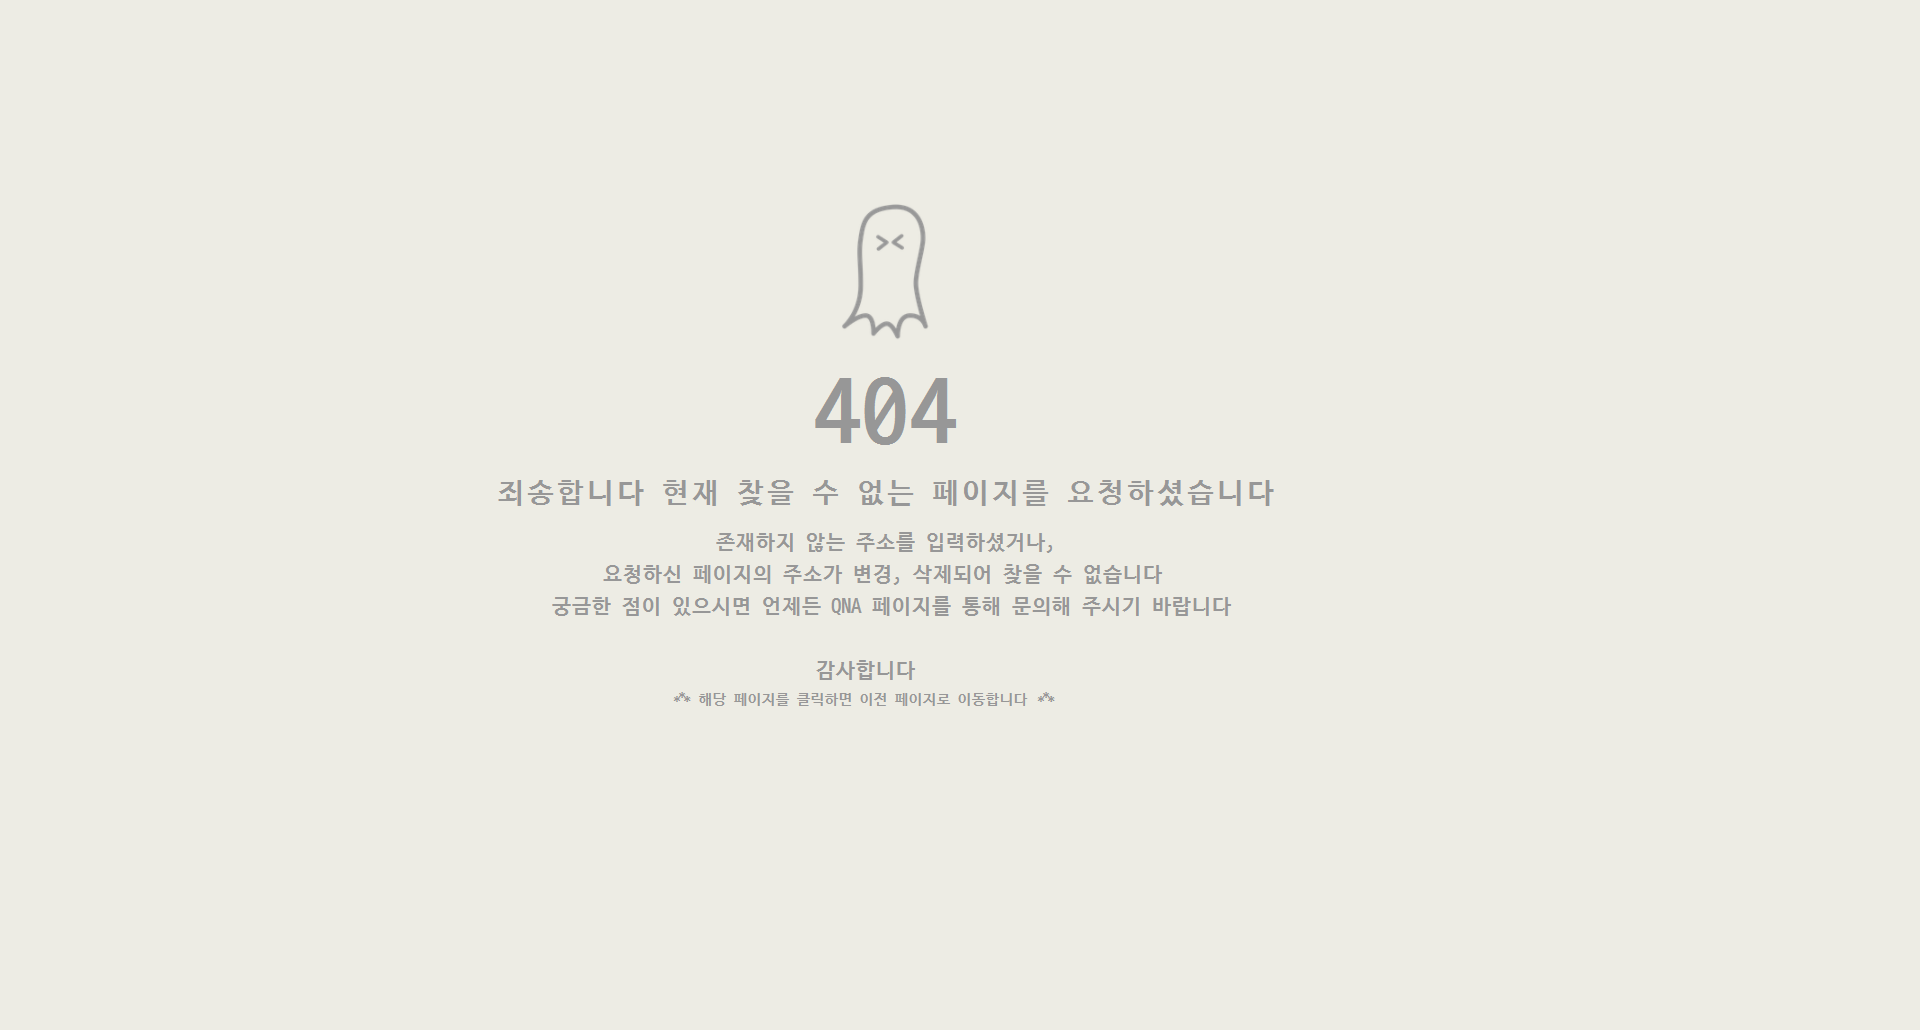 404
죄송합니다 현재 찾을 수 없는 페이지를 요청하셨습니다
존재하지 않는 주소를 입력하셨거나,
요청하신 페이지의 주소가 변경, 삭제되어 찾을 수 없습니다
궁금한 점이 있으시면 언제든 QNA 페이지를 통해 문의해 주시기 바랍니다
감사합니다
⁂ 해당 페이지를 클릭하면 이전 페이지로 이동합니다 ⁂